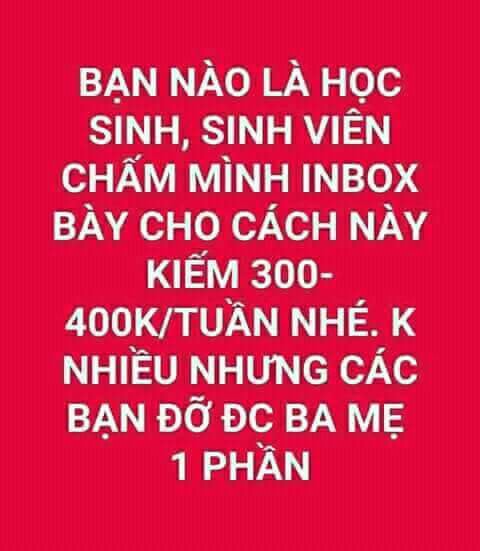 BẠN NÀO LÀ HỌC
SINH, SINH VIÊN
CHẤM MÌNH INBOX
BÀY CHO CÁCH NÀY
KIẾM 300-
400K/TUẦN NHÉ. K
NHIỀU NHƯNG CÁC
BẠN ĐỠ ĐC BA MẸ
1 PHẦN